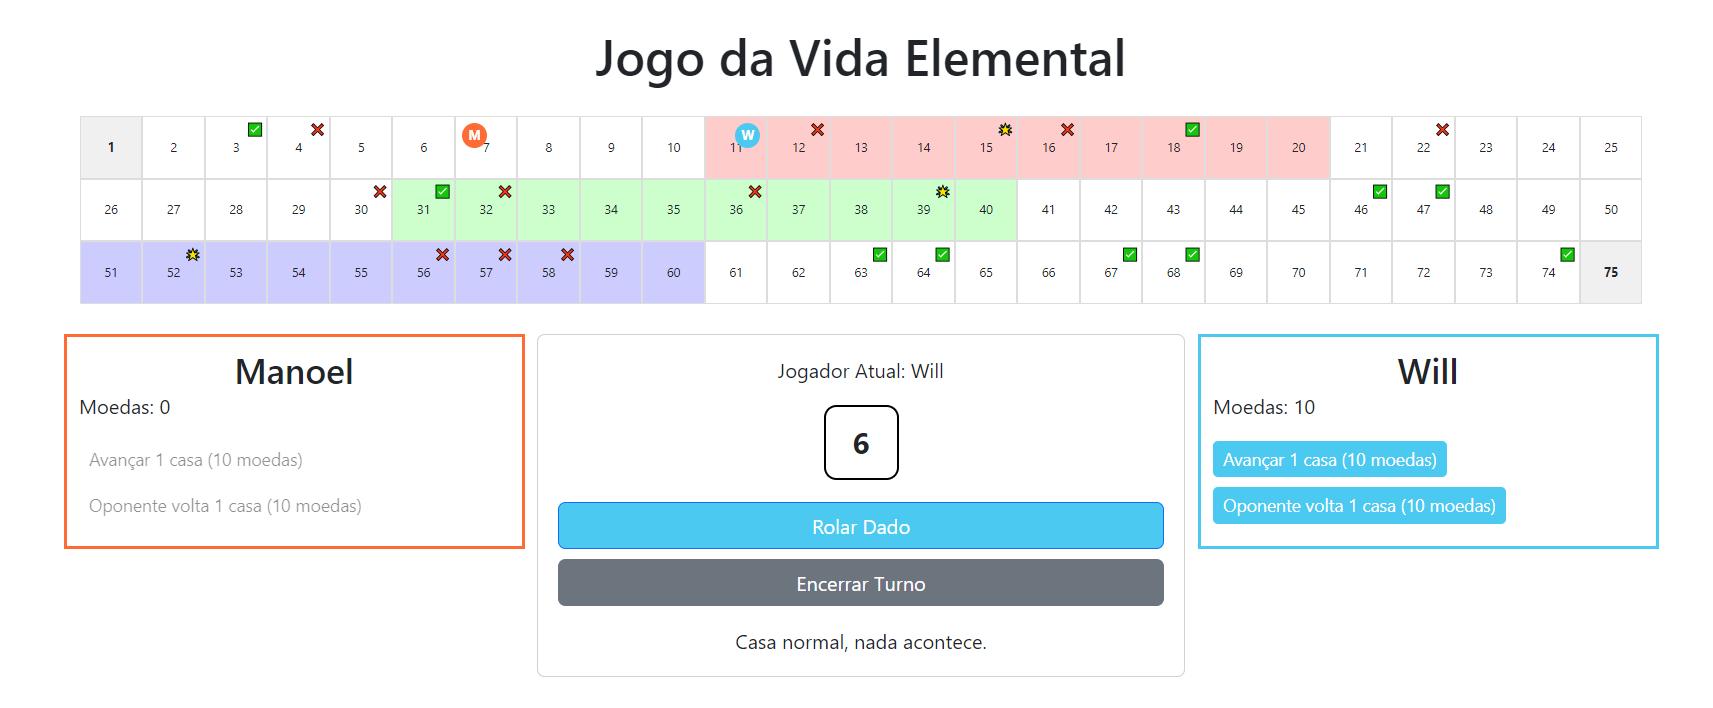 Jogo da Vida Elemental
1 2 3 4 5 6 M 7 8 9 10 W 11 12 13 14 15 16 17 18 19 20 21 22 23 24 25
26 27 28 29 30 31 32 33 34 35 36 37 38 39 40 41 42 43 44 45 46 47 48 49 50
51 52 53 54 55 56 57 58 59 60 61 62 63 64 65 66 67 68 69 70 71 72 73 74 75
Manoel
Moedas: 0
Avançar 1 casa (10 moedas)
Oponente volta 1 casa (10 moedas)
Jogador Atual: Will
6
Rolar Dado
Encerrar Turno
Casa normal, nada acontece.
Will
Moedas: 10
Avançar 1 casa (10 moedas)
Oponente volta 1 casa (10 moedas)